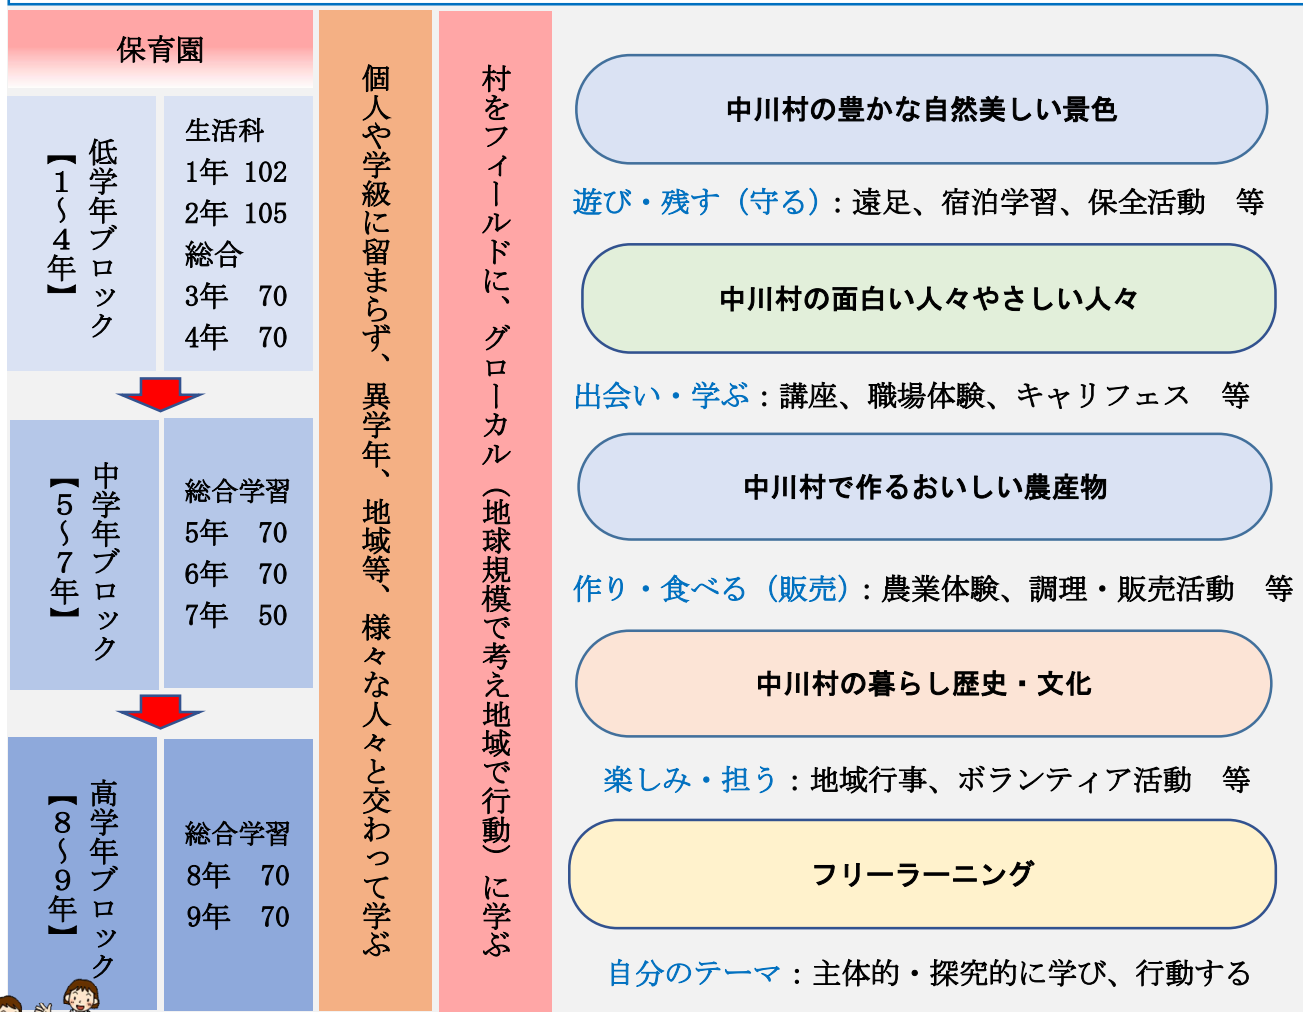 保育園
低学年ブロック
【1～4年】
生活科
1年 102
2年 105
総合
3年 70
4年 70
中学年ブロック
【5～7年】
総合学習
5年 70
6年 70
7年 50
高学年ブロック
【8～9年】
総合学習
8年 70
9年 70
個人や学級に留まらず、異学年、地域等、様々な人々と交わって学ぶ
村をフィールドに、グローカル（地球規模で考え地域で行動）に学ぶ
中川村の豊かな自然美しい景色
遊び・残す（守る）：遠足、宿泊学習、保全活動 等
中川村の面白い人々やさしい人々
出会い・学ぶ：講座、職場体験、キャリフェス 等
中川村で作るおいしい農産物
作り・食べる（販売）：農業体験、調理・販売活動 等
中川村の暮らし歴史・文化
楽しみ・担う：地域行事、ボランティア活動 等
フリーラーニング
自分のテーマ：主体的・探究的に学び、行動する